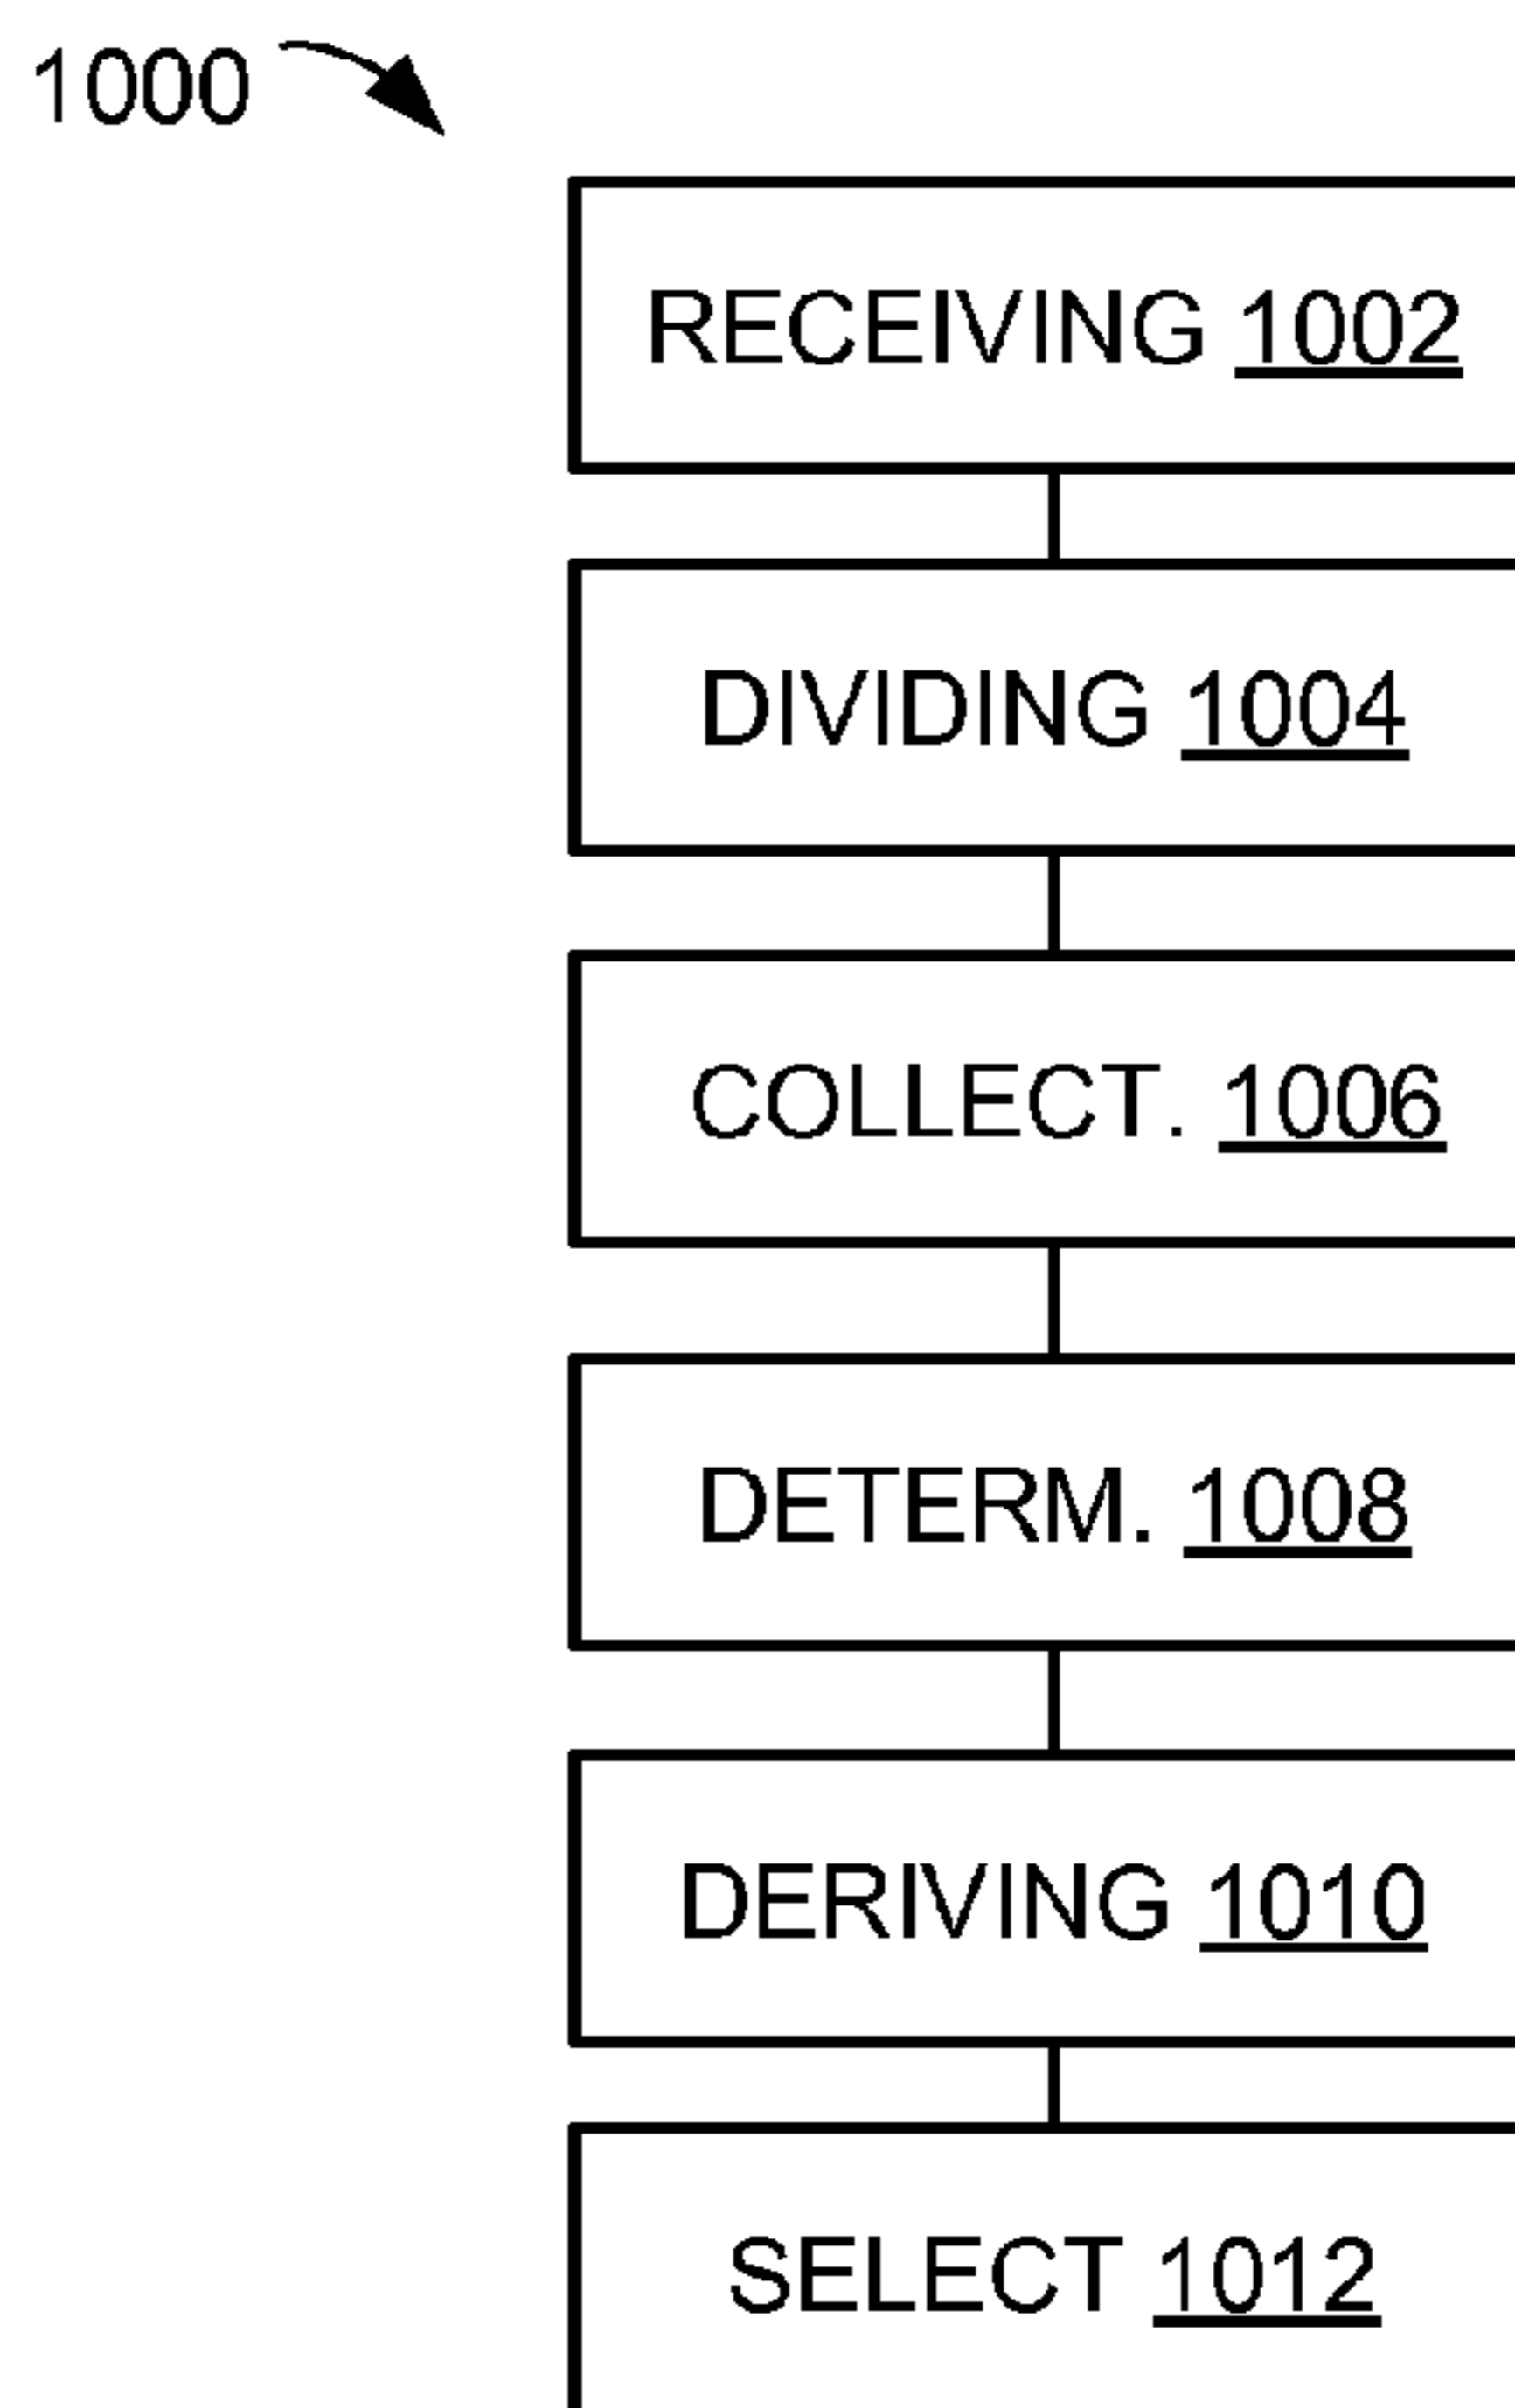 1000
RECEIVING 1002
DIVIDING 1004
COLLECT. 1006
DETERM. 1008
DERIVING 1010
SELECT 1012